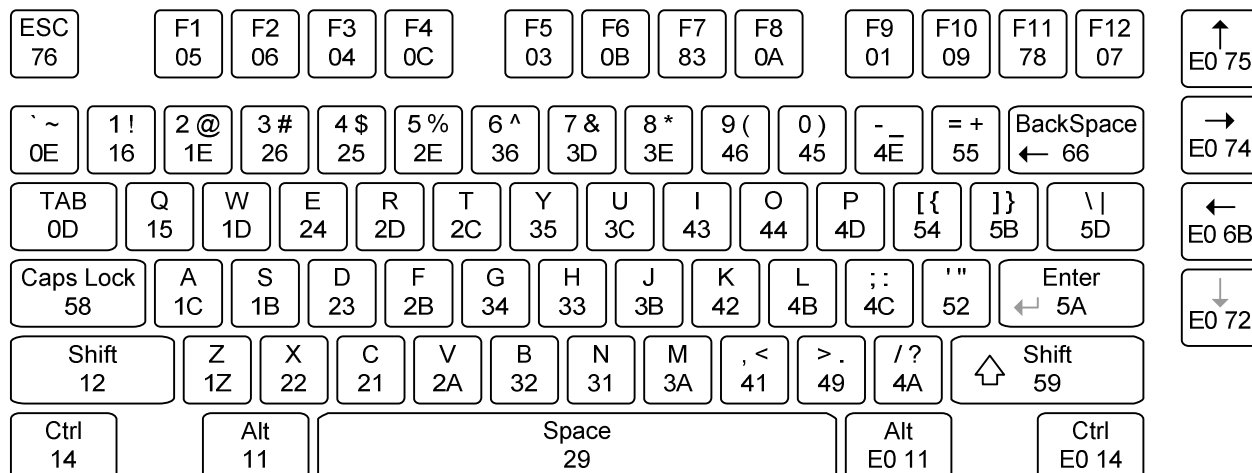 ESC F1 F2 F3 F4 F5 F6 F7 F8 F9 F10 F11 F12 ↑
76 05 06 04 0C 03 0B 83 0A 01 09 78 07 E0 75
` ~ 1 ! 2 @ 3 # 4 $ 5 % 6 ^ 7 & 8 * 9 ( 0 ) - _ = + BackSpace →
0E 16 1E 26 25 2E 36 3D 3E 46 45 4E 55 ← 66 E0 74
TAB Q W E R T Y U I O P [ { ] } \ | ←
0D 15 1D 24 2D 2C 35 3C 43 44 4D 54 5B 5D E0 6B
Caps Lock A S D F G H J K L ; : ' " Enter ↓
58 1C 1B 23 2B 34 33 3B 42 4B 4C 52 ↵ 5A E0 72
Shift Z X C V B N M , < > . / ? ⇧ Shift
12 1Z 22 21 2A 32 31 3A 41 49 4A 59
Ctrl Alt Space Alt Ctrl
14 11 29 E0 11 E0 14